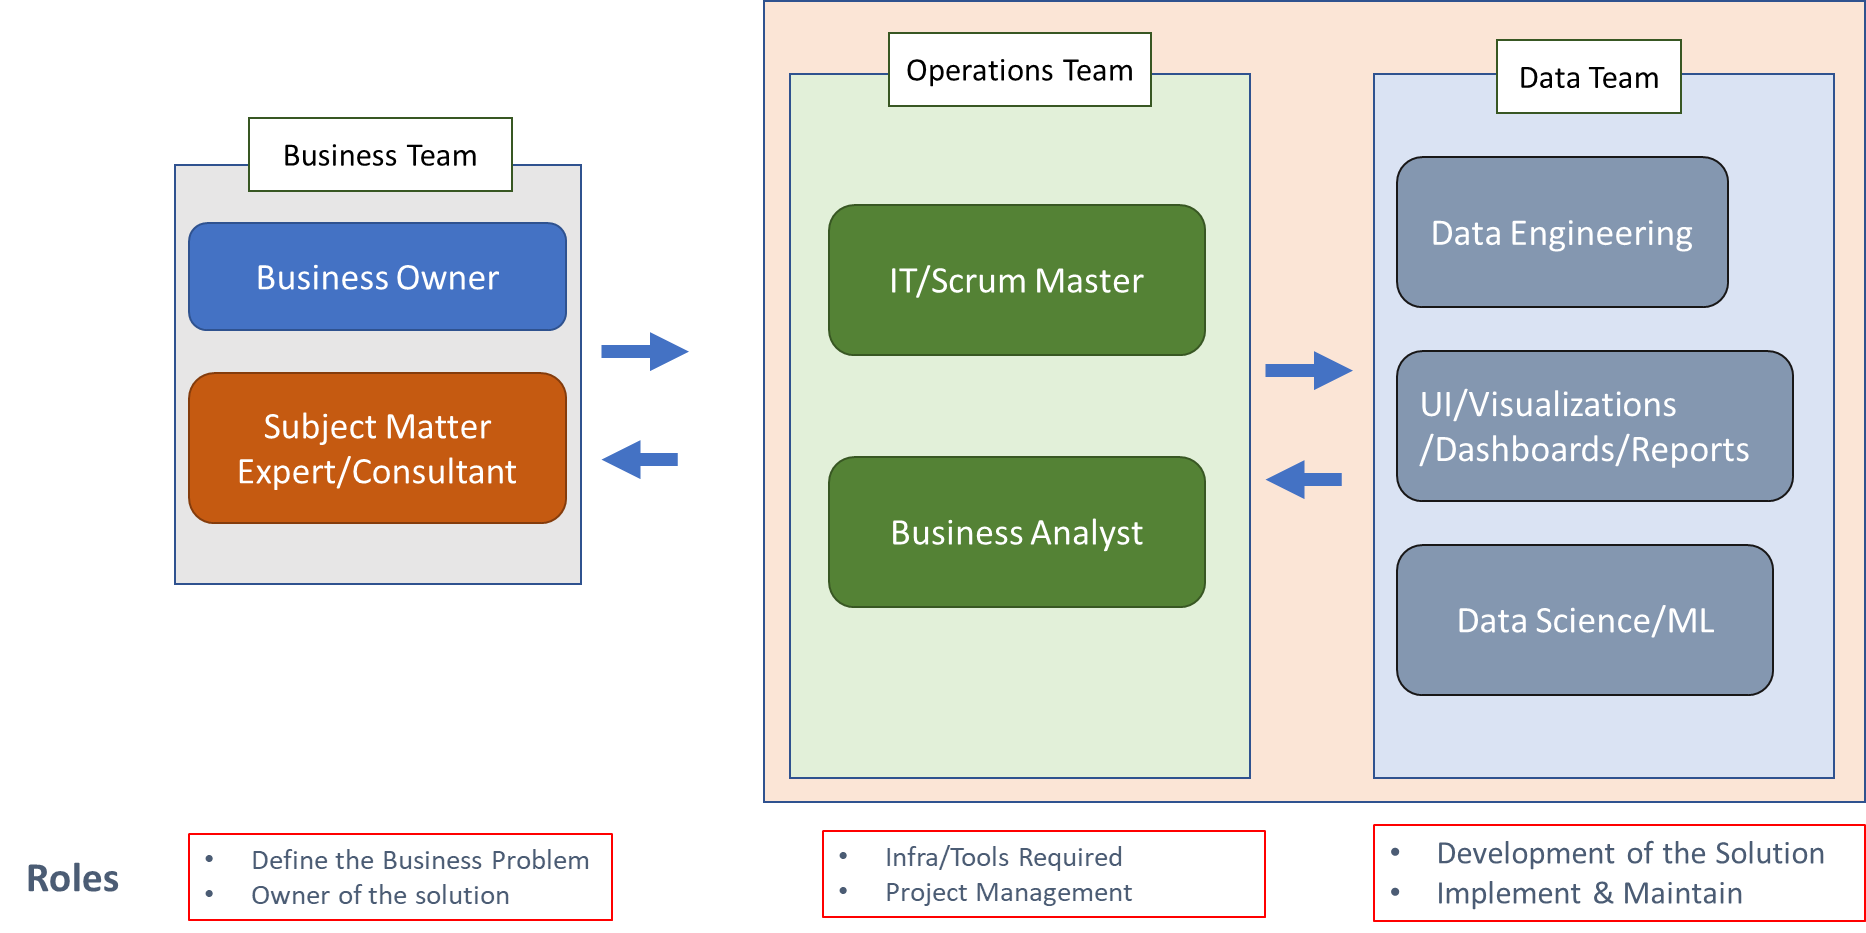 Business Team
Business Owner
Subject Matter
Expert/Consultant
Operations Team
IT/Scrum Master
Business Analyst
Data Team
Data Engineering
UI/Visualizations
/Dashboards/Reports
Data Science/ML
Roles
• Define the Business Problem
• Owner of the solution
• Infra/Tools Required
• Project Management
• Development of the Solution
• Implement & Maintain